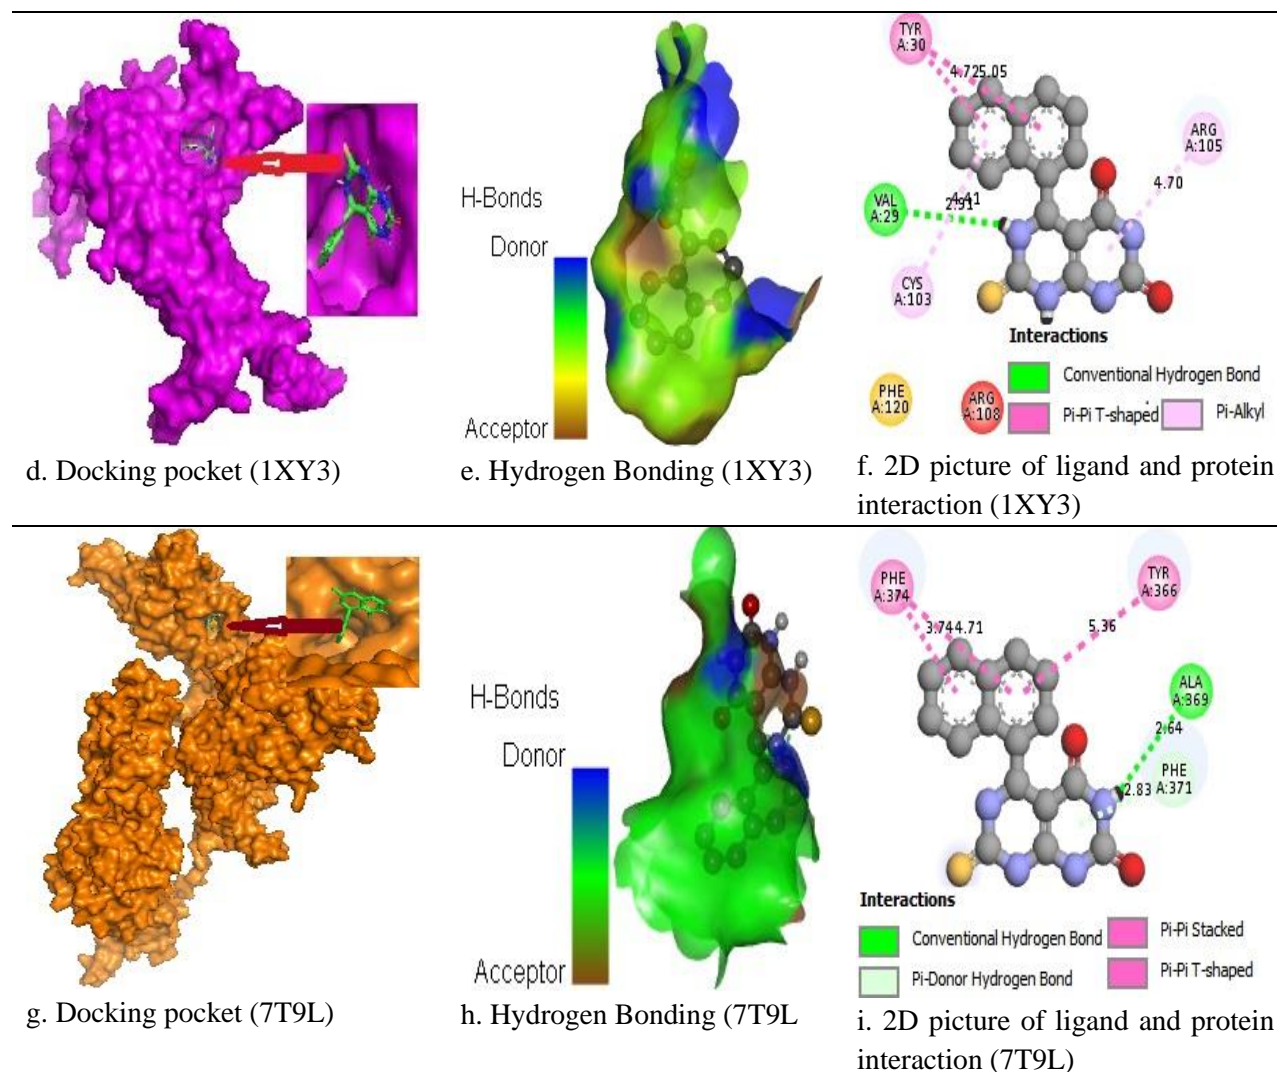 H-Bonds
Donor
Acceptor
TYR
A:30
4.72
5.05
ARG
A:105
4.70
VAL
A:29
4.41
2.91
CYS
A:103
PHE
A:120
ARG
A:108
Interactions
Conventional Hydrogen Bond
Pi-Pi T-shaped
Pi-Alkyl
d. Docking pocket (1XY3)
e. Hydrogen Bonding (1XY3)
f. 2D picture of ligand and protein
interaction (1XY3)
H-Bonds
Donor
Acceptor
PHE
A:374
TYR
A:366
3.74
4.71
5.36
ALA
A:369
2.64
PHE
A:371
2.83
Interactions
Conventional Hydrogen Bond
Pi-Donor Hydrogen Bond
Pi-Pi Stacked
Pi-Pi T-shaped
g. Docking pocket (7T9L)
h. Hydrogen Bonding (7T9L
i. 2D picture of ligand and protein
interaction (7T9L)